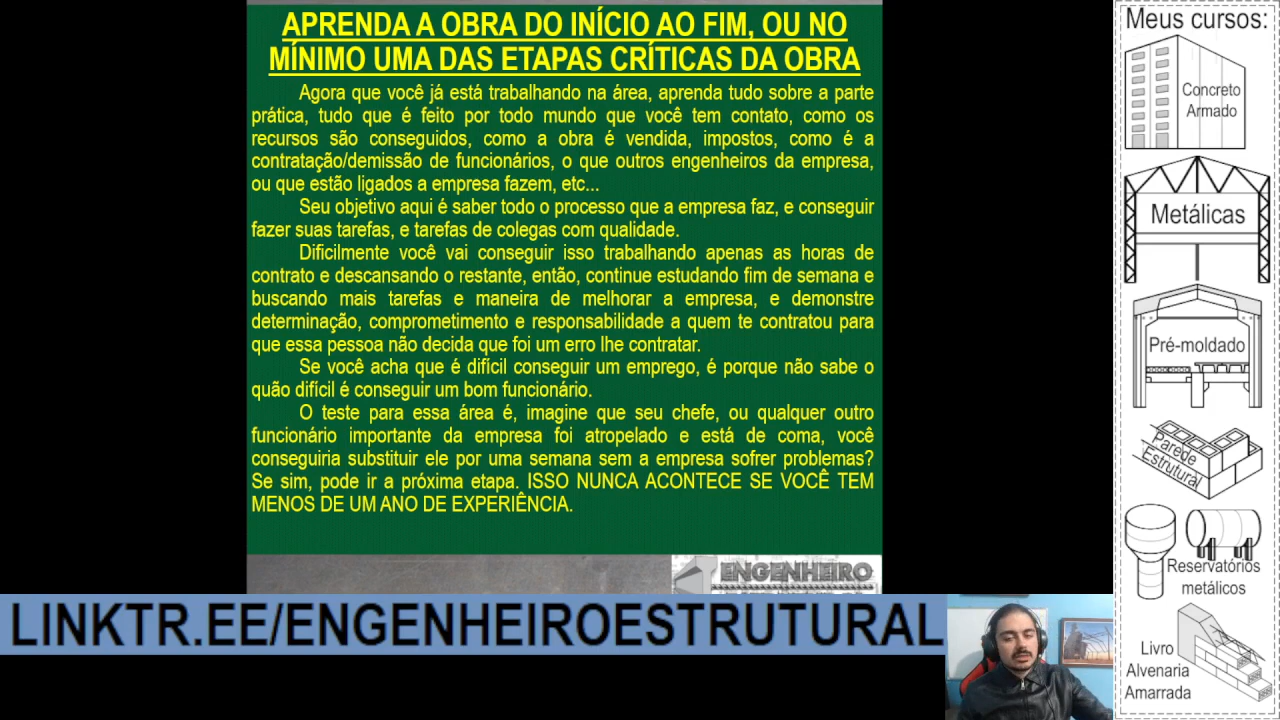 APRENDA A OBRA DO INÍCIO AO FIM, OU NO
MÍNIMO UMA DAS ETAPAS CRÍTICAS DA OBRA
Agora que você já está trabalhando na área, aprenda tudo sobre a parte
prática, tudo que é feito por todo mundo que você tem contato, como os
recursos são conseguidos, como a obra é vendida, impostos, como é a
contratação/demissão de funcionários, o que outros engenheiros da empresa,
ou que estão ligados a empresa fazem, etc...
Seu objetivo aqui é saber todo o processo que a empresa faz, e conseguir
fazer suas tarefas, e tarefas de colegas com qualidade.
Dificilmente você vai conseguir isso trabalhando apenas as horas de
contrato e descansando o restante, então, continue estudando fim de semana e
buscando mais tarefas e maneira de melhorar a empresa, e demonstre
determinação, comprometimento e responsabilidade a quem te contratou para
que essa pessoa não decida que foi um erro lhe contratar.
Se você acha que é difícil conseguir um emprego, é porque não sabe o
quão difícil é conseguir um bom funcionário.
O teste para essa área é, imagine que seu chefe, ou qualquer outro
funcionário importante da empresa foi atropelado e está de coma, você
conseguiria substituir ele por uma semana sem a empresa sofrer problemas?
Se sim, pode ir a próxima etapa. ISSO NUNCA ACONTECE SE VOCÊ TEM
MENOS DE UM ANO DE EXPERIÊNCIA.
ENGENHEIRO
LINKTR.EE/ENGENHEIROESTRUTURAL
Meus cursos:
Concreto
Armado
Metálicas
Pré-moldado
Parede
Estrutural
Reservatórios
metálicos
Livro
Alvenaria
Amarrada